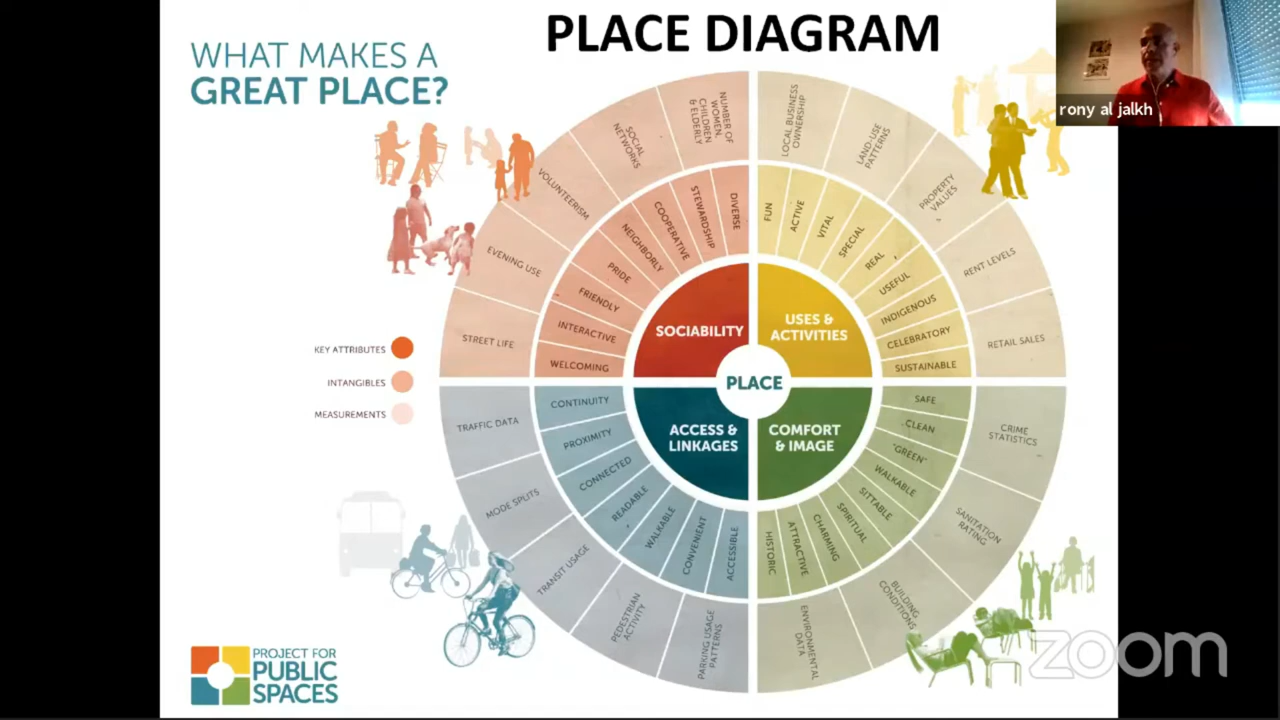 PLACE DIAGRAM
WHAT MAKES A
GREAT PLACE?
rony al jalkh
KEY ATTRIBUTES
INTANGIBLES
MEASUREMENTS
PLACE
SOCIABILITY
USES &
ACTIVITIES
ACCESS &
LINKAGES
COMFORT
& IMAGE
DIVERSE
STEWARDSHIP
COOPERATIVE
NEIGHBORLY
PRIDE
FRIENDLY
INTERACTIVE
WELCOMING
NUMBER OF
WOMEN,
CHILDREN
& ELDERLY
SOCIAL
NETWORKS
VOLUNTEERISM
EVENING USE
STREET LIFE
FUN
ACTIVE
VITAL
SPECIAL
REAL
USEFUL
INDIGENOUS
CELEBRATORY
SUSTAINABLE
LOCAL BUSINESS
OWNERSHIP
LAND-USE
PATTERNS
PROPERTY
VALUES
RENT LEVELS
RETAIL SALES
CONTINUITY
PROXIMITY
CONNECTED
READABLE
WALKABLE
CONVENIENT
ACCESSIBLE
TRAFFIC DATA
MODE SPLITS
TRANSIT USAGE
PEDESTRIAN
ACTIVITY
PARKING USAGE
PATTERNS
SAFE
CLEAN
"GREEN"
WALKABLE
SITTABLE
SPIRITUAL
CHARMING
ATTRACTIVE
HISTORIC
CRIME
STATISTICS
SANITATION
RATING
BUILDING
CONDITIONS
ENVIRONMENTAL
DATA
PROJECT FOR
PUBLIC
SPACES
zoom